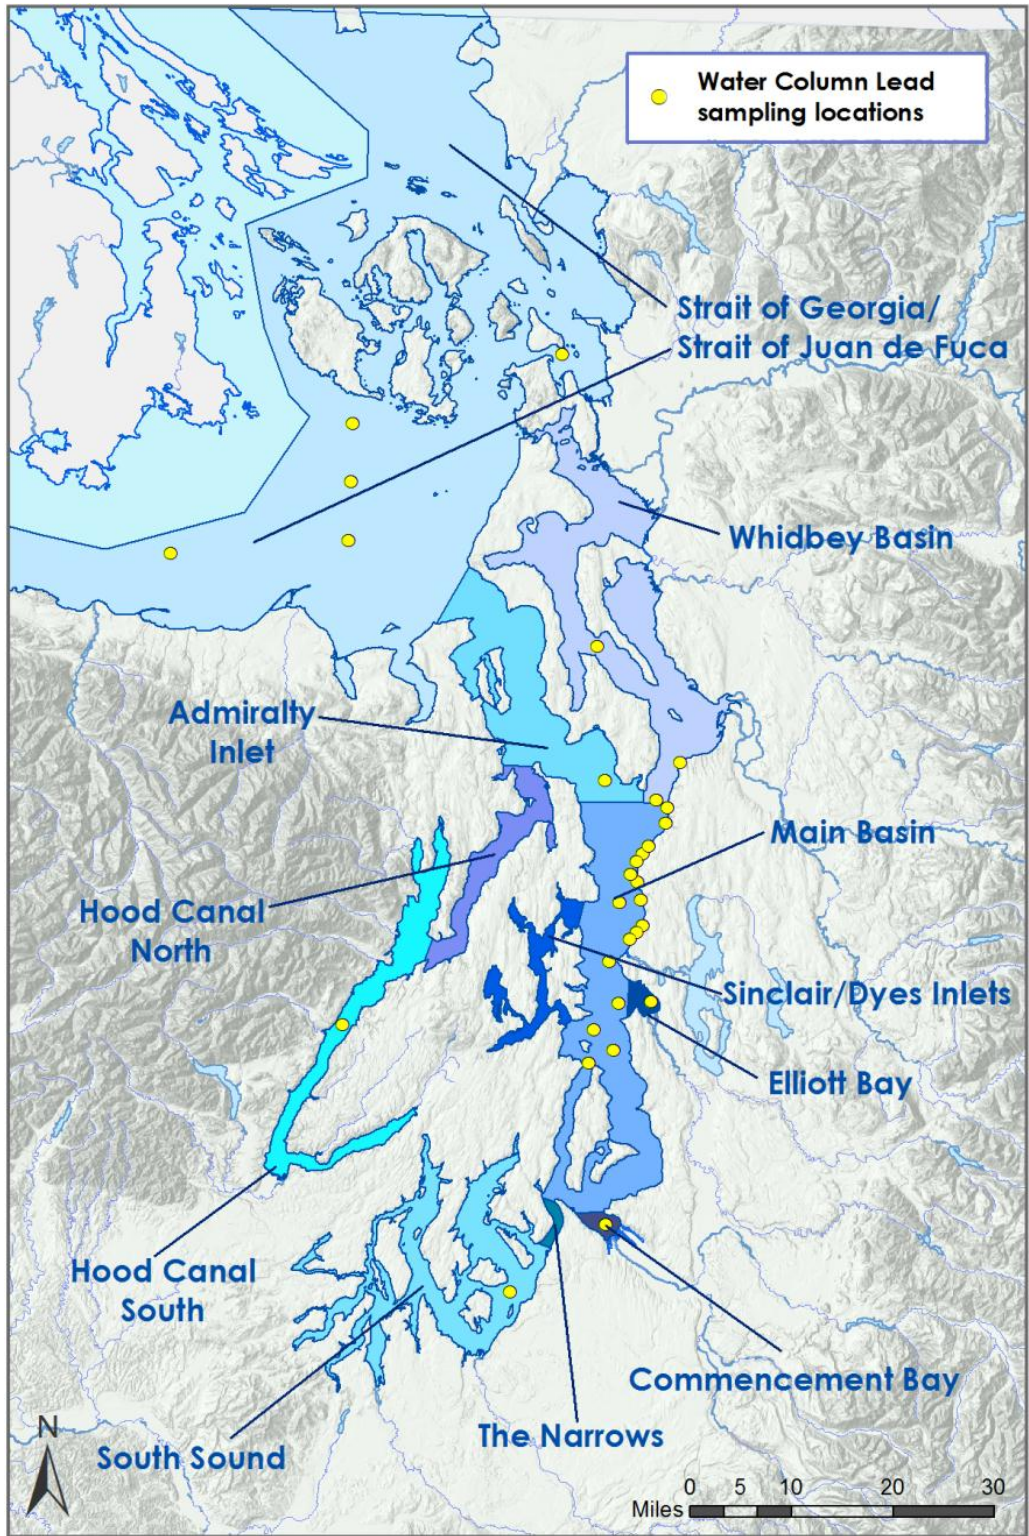 Water Column Lead
sampling locations
Strait of Georgia/
Strait of Juan de Fuca
Whidbey Basin
Admiralty
Inlet
Main Basin
Hood Canal
North
Sinclair/Dyes Inlets
Elliott Bay
Hood Canal
South
Commencement Bay
The Narrows
South Sound
N
0 5 10 20 30
Miles